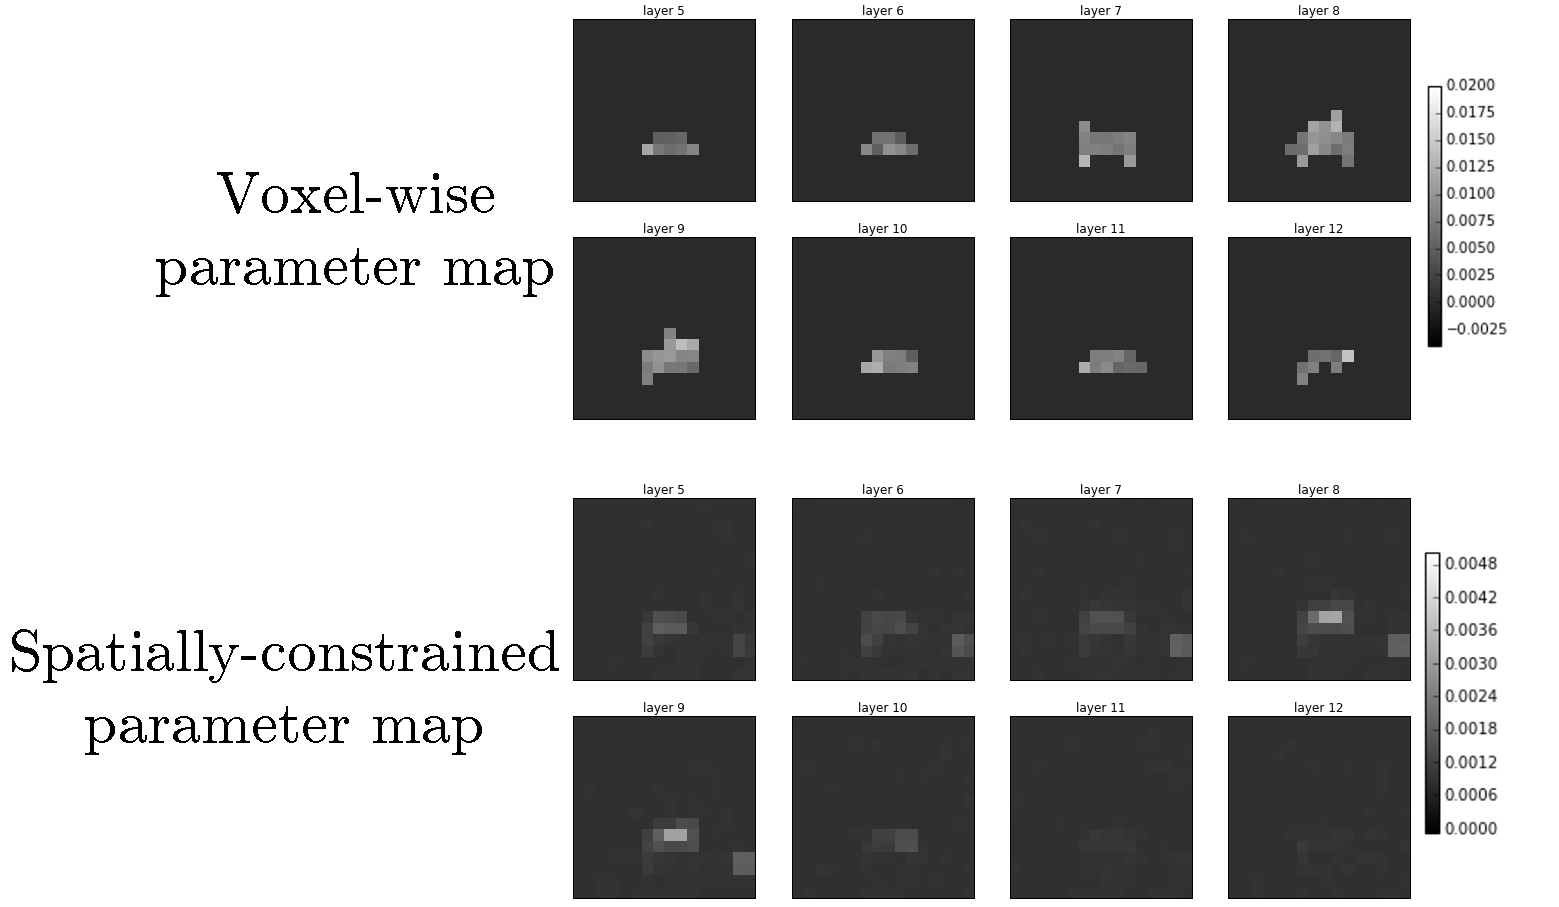 layer 5 layer 6 layer 7 layer 8
0.0200
0.0175
0.0150
0.0125
0.0100
0.0075
0.0050
0.0025
0.0000
−0.0025
Voxel-wise
parameter map
layer 9 layer 10 layer 11 layer 12
layer 5 layer 6 layer 7 layer 8
0.0048
0.0042
0.0036
0.0030
0.0024
0.0018
0.0012
0.0006
0.0000
Spatially-constrained
parameter map
layer 9 layer 10 layer 11 layer 12